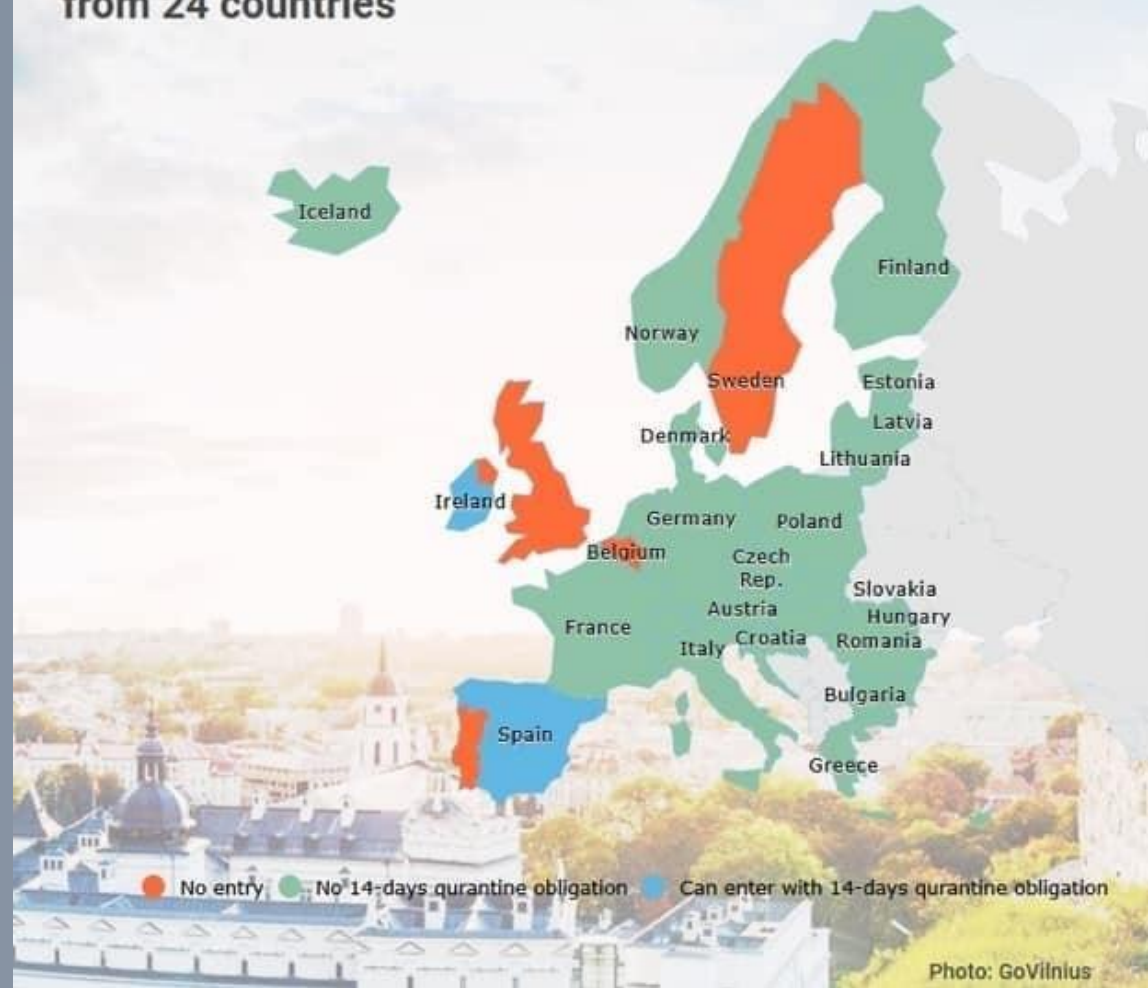 from 24 countries
Iceland
Finland
Norway
Sweden
Estonia
Latvia
Denmark
Lithuania
Ireland
Germany
Poland
Belgium
Czech
Rep.
Slovakia
Austria
Hungary
France
Croatia
Romania
Italy
Bulgaria
Spain
Greece
No entry
No 14-days qurantine obligation
Can enter with 14-days qurantine obligation
Photo: GoVilnius